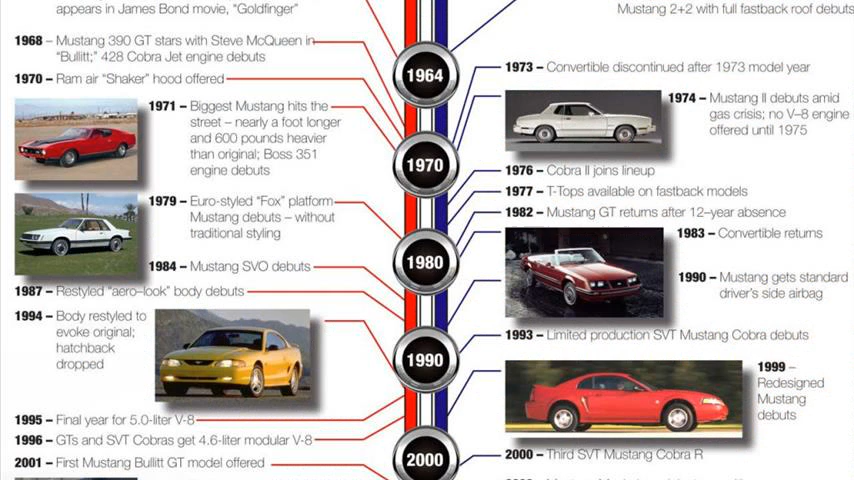 appears in James Bond movie, “Goldfinger”
1968 – Mustang 390 GT stars with Steve McQueen in
“Bullitt;” 428 Cobra Jet engine debuts
1970 – Ram air “Shaker” hood offered
1971 – Biggest Mustang hits the
street – nearly a foot longer
and 600 pounds heavier
than original; Boss 351
engine debuts
1979 – Euro-styled “Fox” platform
Mustang debuts – without
traditional styling
1984 – Mustang SVO debuts
1987 – Restyled “aero–look” body debuts
1994 – Body restyled to
evoke original;
hatchback
dropped
1995 – Final year for 5.0-liter V-8
1996 – GTs and SVT Cobras get 4.6-liter modular V-8
2001 – First Mustang Bullitt GT model offered
1964
1970
1980
1990
2000
Mustang 2+2 with full fastback roof debuts
1973 – Convertible discontinued after 1973 model year
1974 – Mustang II debuts amid
gas crisis; no V–8 engine
offered until 1975
1976 – Cobra II joins lineup
1977 – T-Tops available on fastback models
1982 – Mustang GT returns after 12–year absence
1983 – Convertible returns
1990 – Mustang gets standard
driver’s side airbag
1993 – Limited production SVT Mustang Cobra debuts
1999 –
Redesigned
Mustang
debuts
2000 – Third SVT Mustang Cobra R